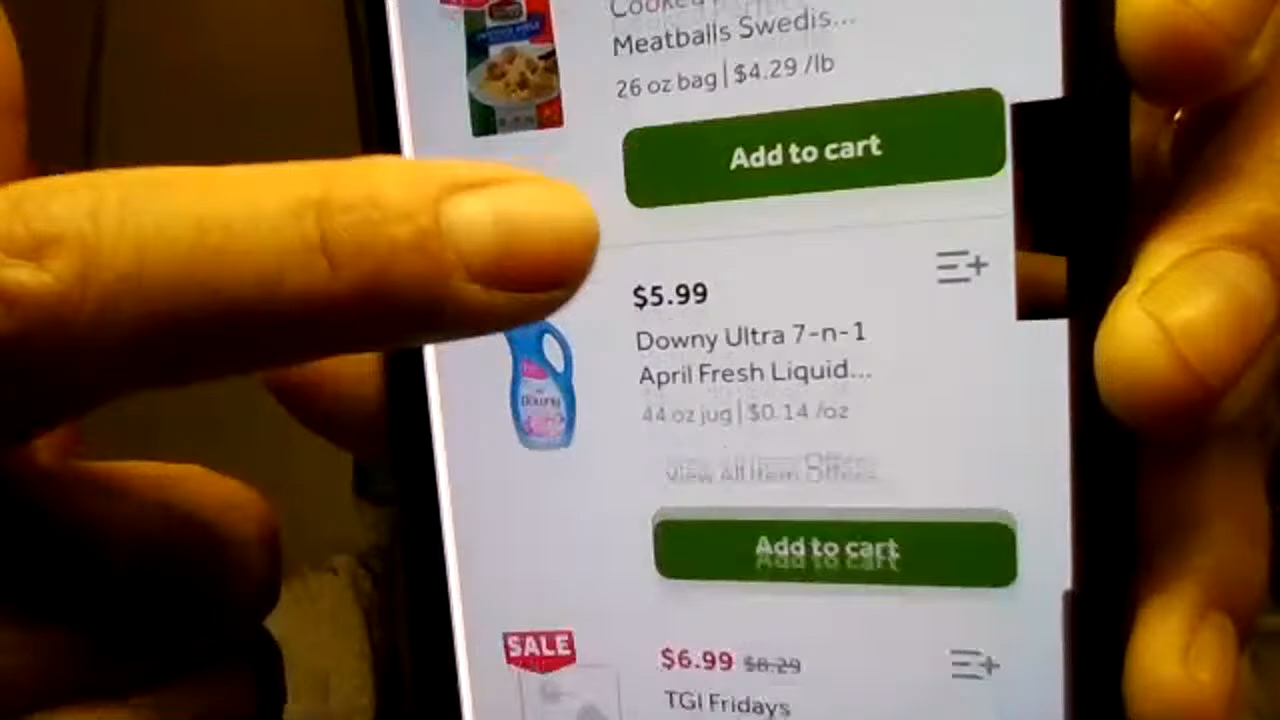 Cooked
Meatballs Swedis...
26 oz bag | $4.29 /lb
Add to cart
$5.99
Downy Ultra 7-n-1
April Fresh Liquid...
44 oz jug | $0.14 /oz
View All Item Offers
Add to cart
SALE
$6.99 $8.29
TGI Fridays